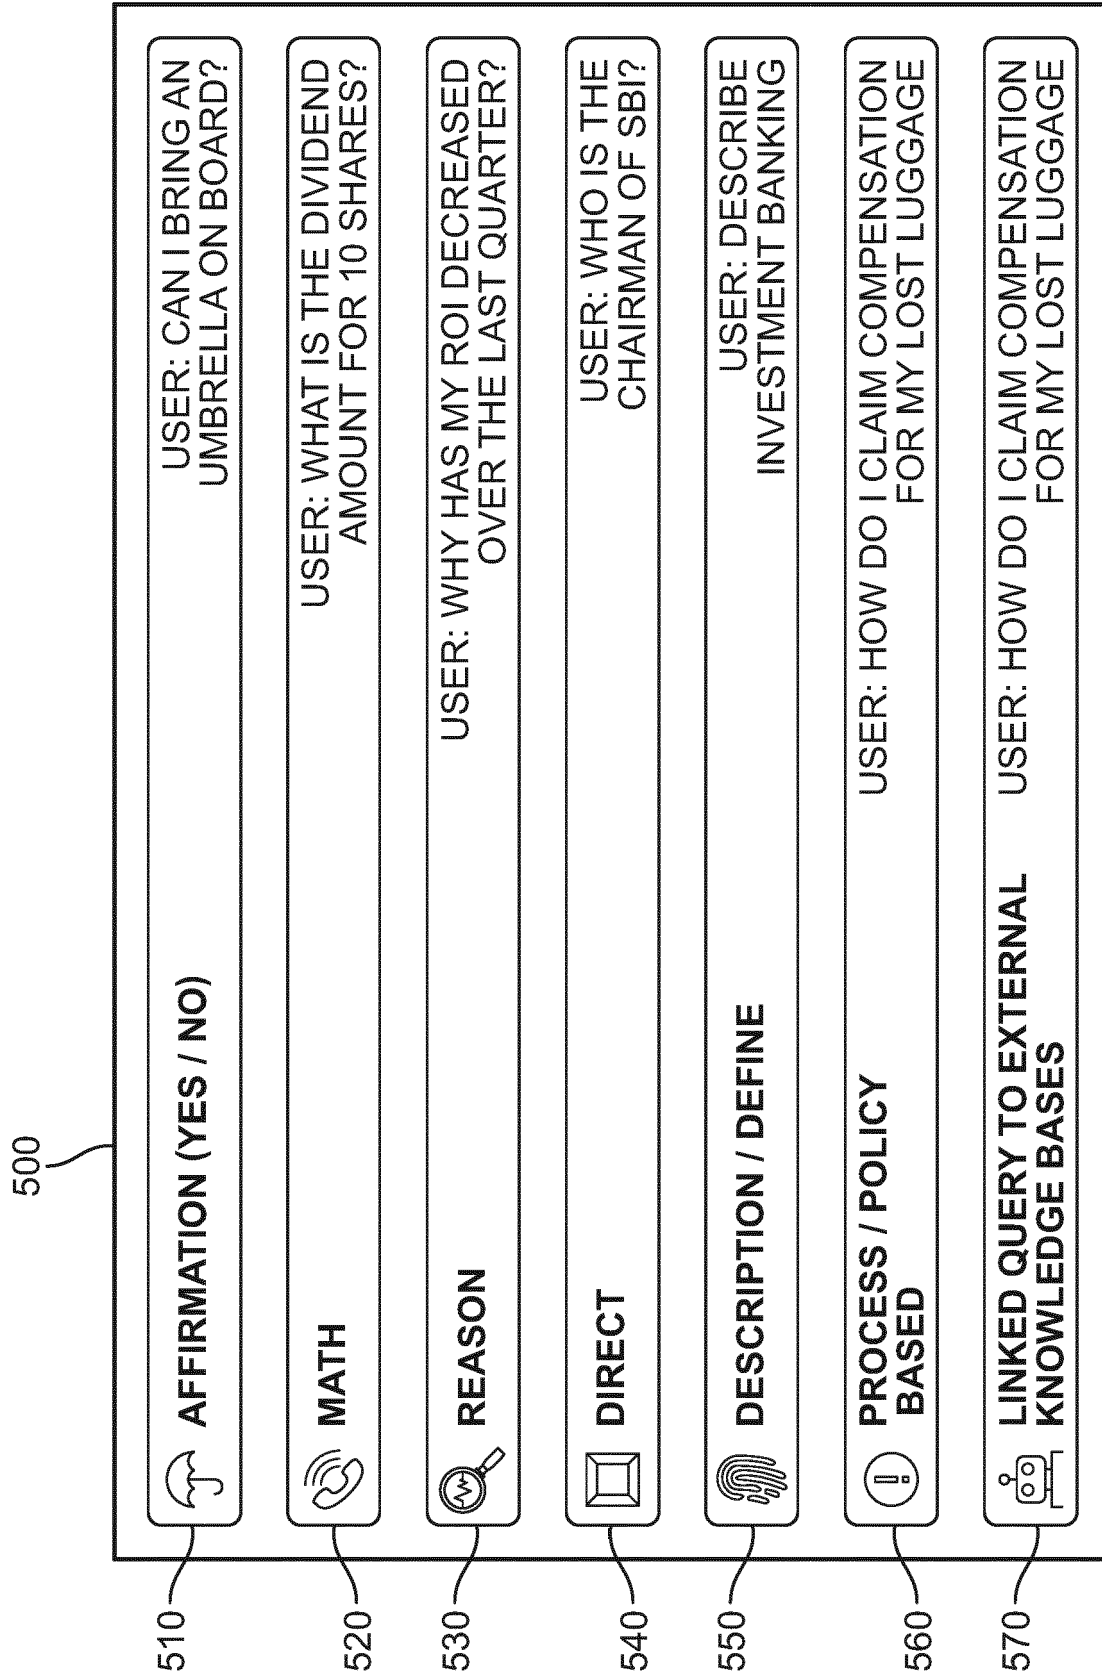 500
510
AFFIRMATION (YES / NO)
USER: CAN I BRING AN
UMBRELLA ON BOARD?
520
MATH
USER: WHAT IS THE DIVIDEND
AMOUNT FOR 10 SHARES?
530
REASON
USER: WHY HAS MY ROI DECREASED
OVER THE LAST QUARTER?
540
DIRECT
USER: WHO IS THE
CHAIRMAN OF SBI?
550
DESCRIPTION / DEFINE
USER: DESCRIBE
INVESTMENT BANKING
560
PROCESS / POLICY
BASED
USER: HOW DO I CLAIM COMPENSATION
FOR MY LOST LUGGAGE
570
LINKED QUERY TO EXTERNAL
KNOWLEDGE BASES
USER: HOW DO I CLAIM COMPENSATION
FOR MY LOST LUGGAGE